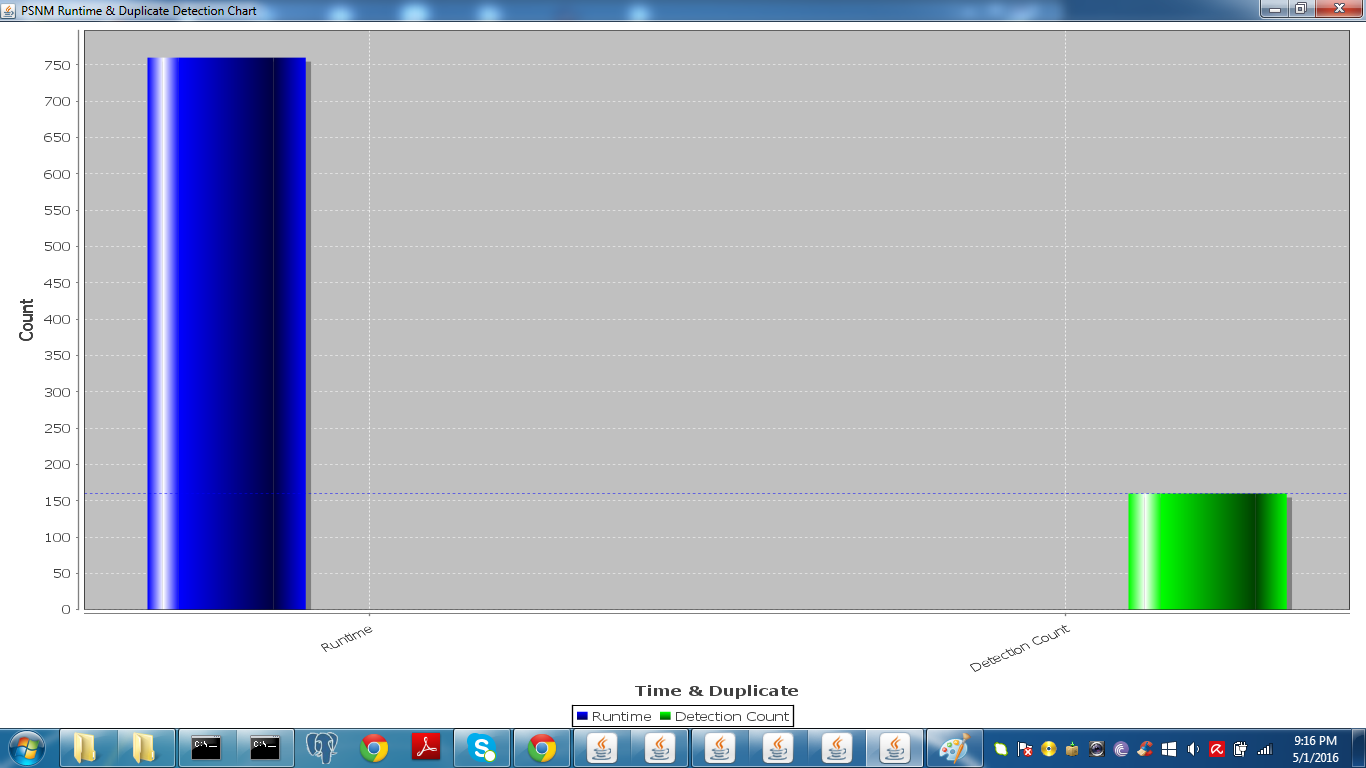 PSNM Runtime & Duplicate Detection Chart
750
700
650
600
550
500
450
400
350
300
250
200
150
100
50
0
Count
Runtime
Detection Count
Time & Duplicate
Runtime Detection Count
C:\_
C:\_
9:16 PM
5/1/2016